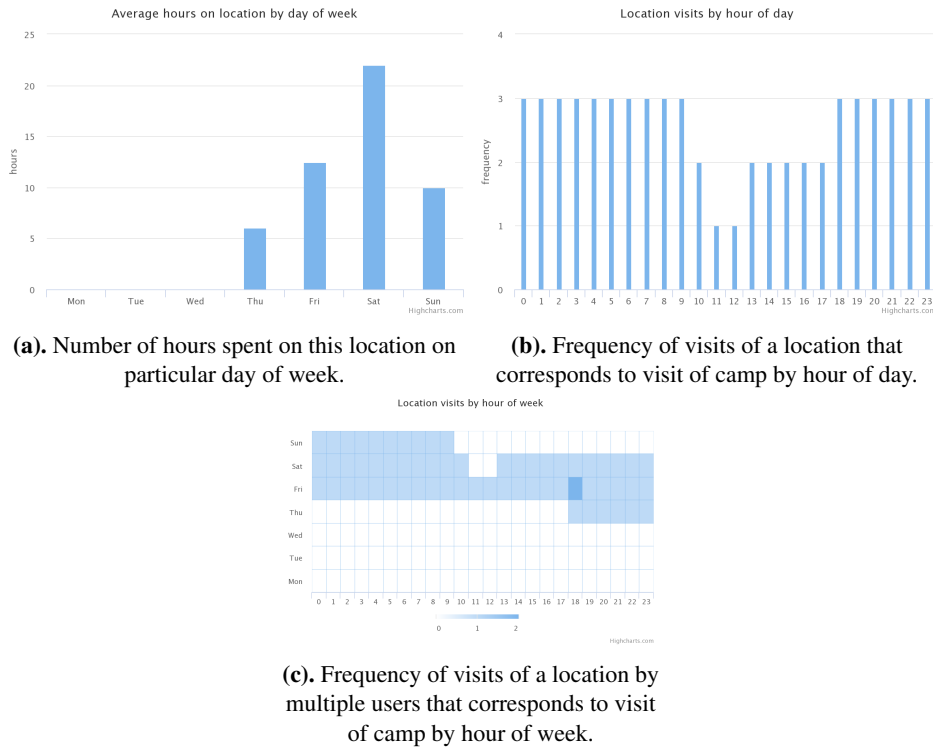 Average hours on location by day of week
25
20
15
10
5
0
hours
Mon Tue Wed Thu Fri Sat Sun
Highcharts.com
Location visits by hour of day
4
3
2
1
0
frequency
0 1 2 3 4 5 6 7 8 9 10 11 12 13 14 15 16 17 18 19 20 21 22 23
Highcharts.com
(a). Number of hours spent on this location on
particular day of week.
(b). Frequency of visits of a location that
corresponds to visit of camp by hour of day.
Location visits by hour of week
Sun
Sat
Fri
Thu
Wed
Tue
Mon
0 1 2 3 4 5 6 7 8 9 10 11 12 13 14 15 16 17 18 19 20 21 22 23
0 1 2
Highcharts.com
(c). Frequency of visits of a location by
multiple users that corresponds to visit
of camp by hour of week.